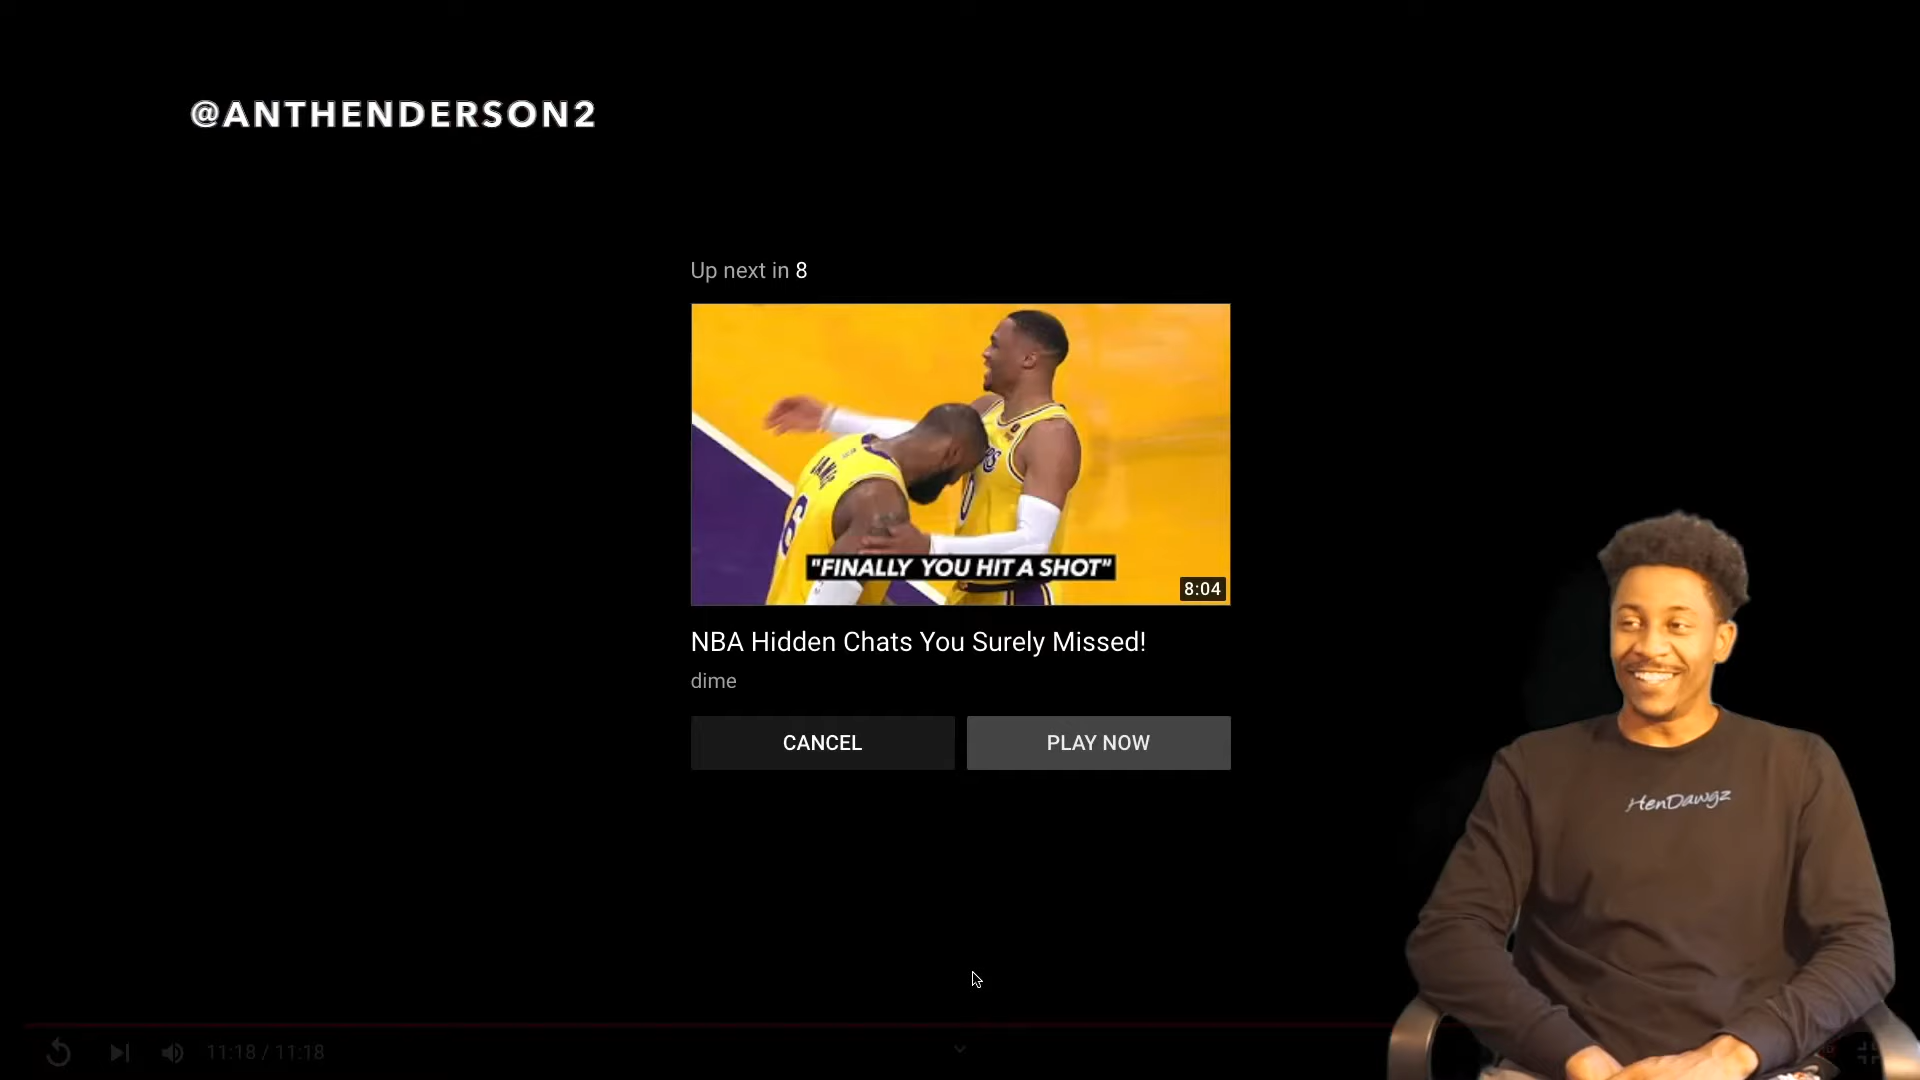 @ANTHENDERSON2
Up next in 8
"FINALLY YOU HIT A SHOT"
8:04
NBA Hidden Chats You Surely Missed!
dime
CANCEL
PLAY NOW
HenDawgz
11:18 / 11:18